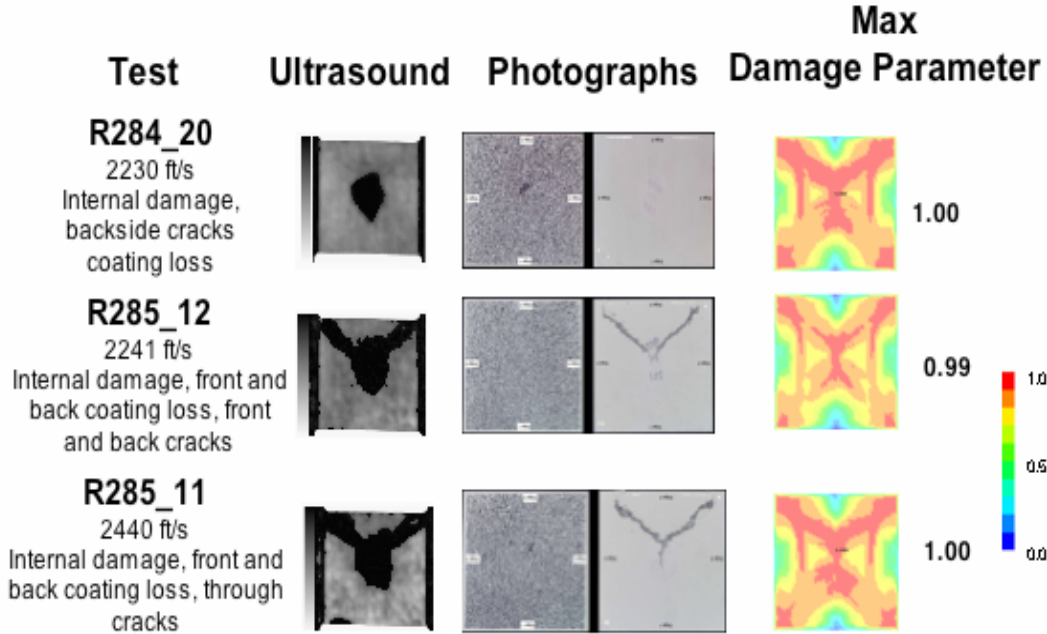 Test
Ultrasound
Photographs
Max
Damage Parameter
R284_20
2230 ft/s
Internal damage,
backside cracks
coating loss
1.00
R285_12
2241 ft/s
Internal damage, front and
back coating loss, front
and back cracks
0.99
R285_11
2440 ft/s
Internal damage, front and
back coating loss, through
cracks
1.00
1.0
0.5
0.0